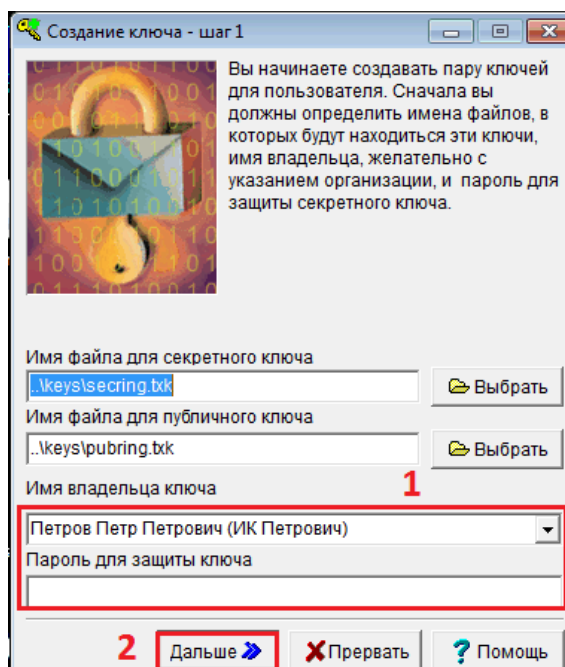 Создание ключа - шаг 1
Вы начинаете создавать пару ключей
для пользователя. Сначала вы
должны определить имена файлов, в
которых будут находиться эти ключи,
имя владельца, желательно с
указанием организации, и пароль для
защиты секретного ключа.
Имя файла для секретного ключа
..\keys\secring.txk
Выбрать
Имя файла для публичного ключа
..\keys\pubring.txk
Выбрать
Имя владельца ключа
1
Петров Петр Петрович (ИК Петрович)
Пароль для защиты ключа
2
Дальше
Прервать
? Помощь